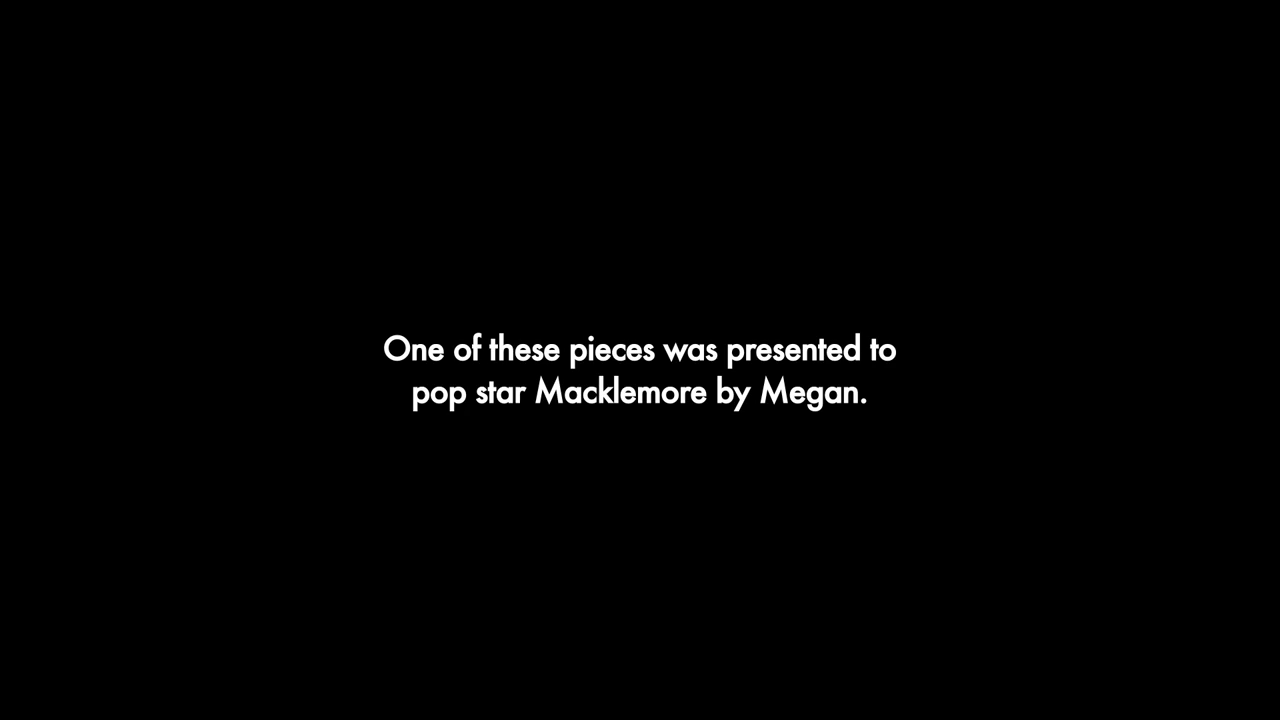 One of these pieces was presented to
pop star Macklemore by Megan.